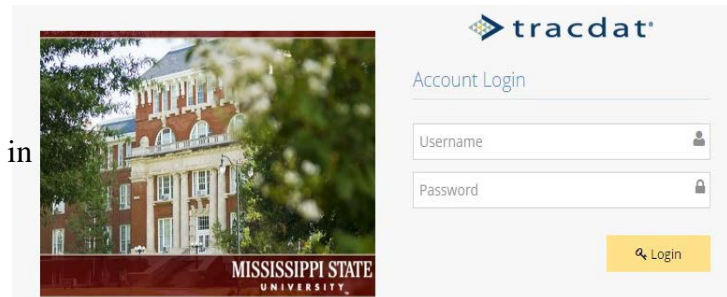 in
MISSISSIPPI STATE
UNIVERSITY
tracdat
Account Login
Username
Password
Login